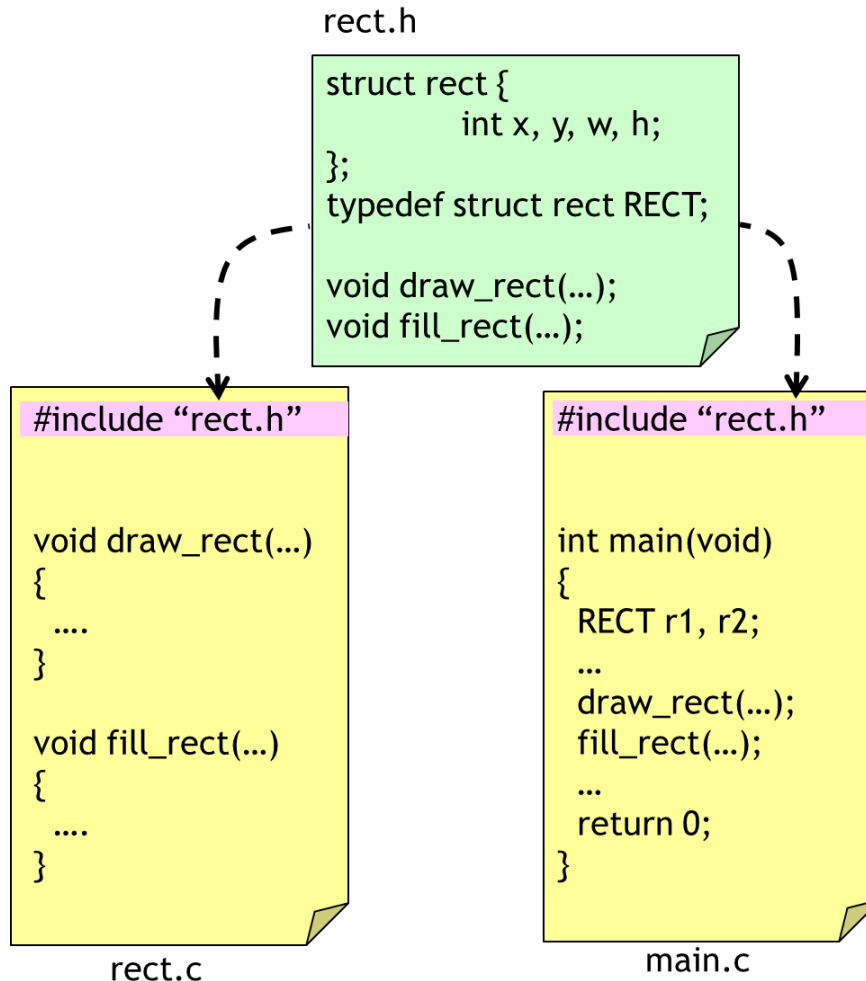 rect.h
struct rect {
int x, y, w, h;
};
typedef struct rect RECT;
void draw_rect(…);
void fill_rect(…);
#include “rect.h”
void draw_rect(…)
{
….
}
void fill_rect(…)
{
….
}
rect.c
#include “rect.h”
int main(void)
{
RECT r1, r2;
…
draw_rect(…);
fill_rect(…);
…
return 0;
}
main.c